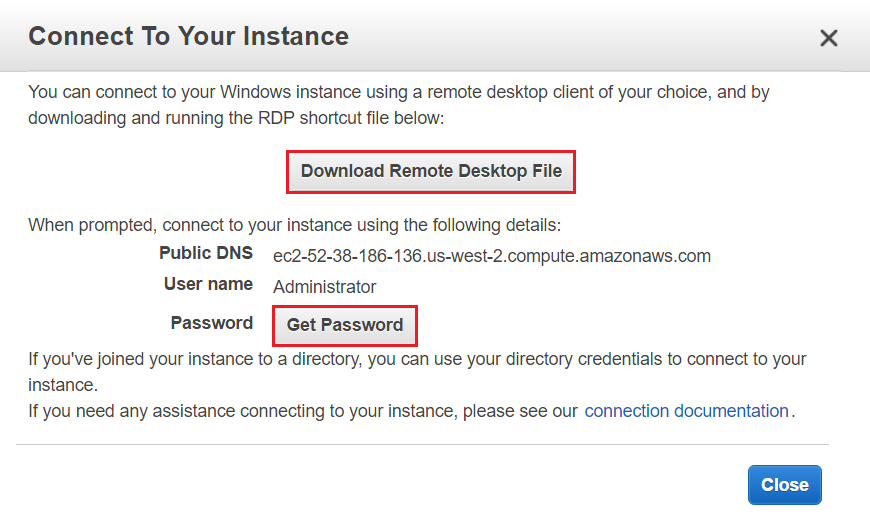 Connect To Your Instance
You can connect to your Windows instance using a remote desktop client of your choice, and by
downloading and running the RDP shortcut file below:
Download Remote Desktop File
When prompted, connect to your instance using the following details:
Public DNS ec2-52-38-186-136.us-west-2.compute.amazonaws.com
User name Administrator
Password Get Password
If you've joined your instance to a directory, you can use your directory credentials to connect to your
instance.
If you need any assistance connecting to your instance, please see our connection documentation.
Close